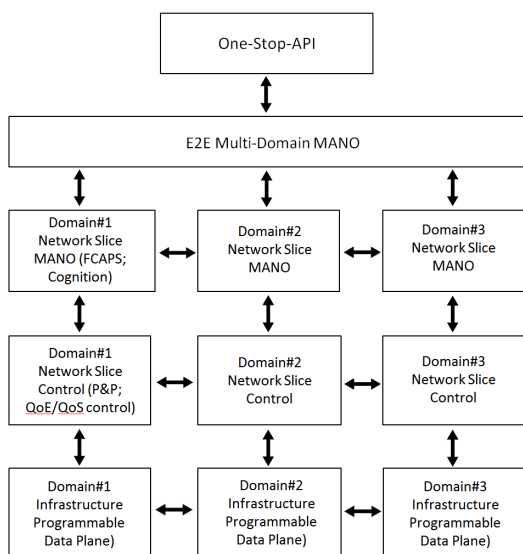 One-Stop-API
E2E Multi-Domain MANO
Domain#1
Network Slice
MANO (FCAPS;
Cognition)
Domain#2
Network Slice
MANO
Domain#3
Network Slice
MANO
Domain#1
Network Slice
Control (P&P;
QoE/QoS control)
Domain#2
Network Slice
Control
Domain#3
Network Slice
Control
Domain#1
Infrastructure
Programmable
Data Plane)
Domain#2
Infrastructure
Programmable
Data Plane)
Domain#3
Infrastructure
Programmable
Data Plane)